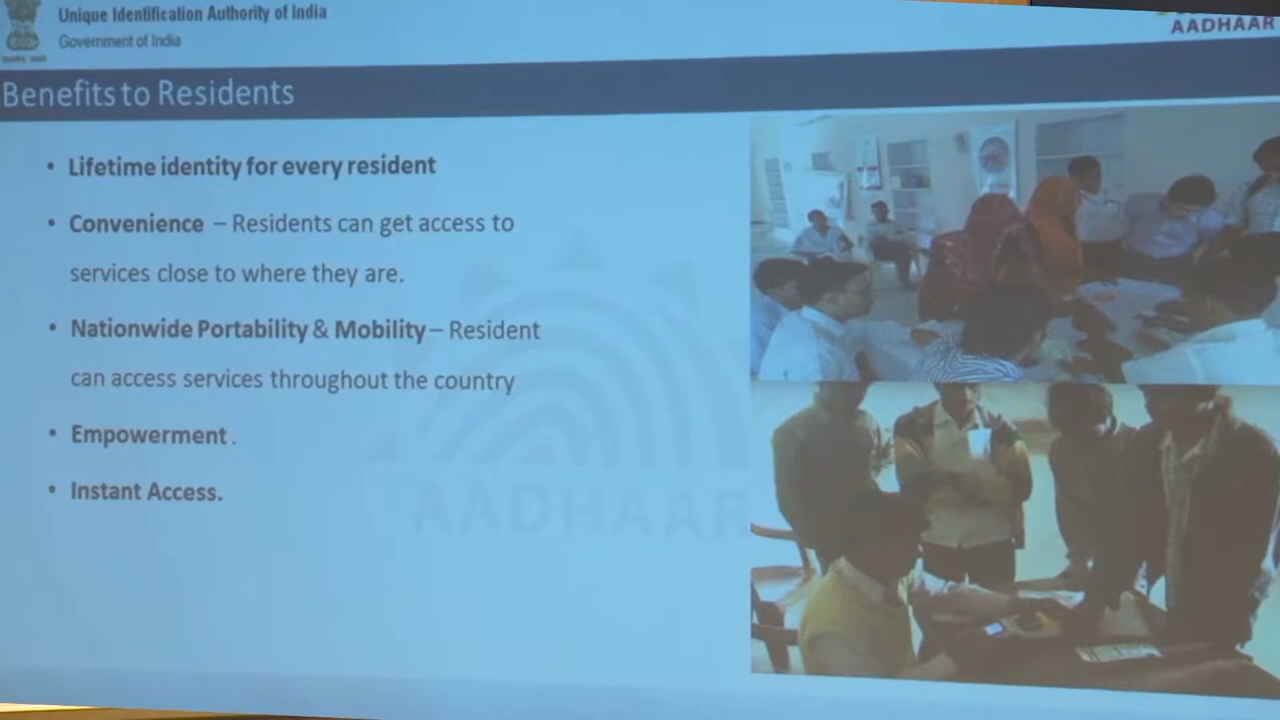 Unique Identification Authority of India
Government of India
AADHAAR
Benefits to Residents
• Lifetime identity for every resident
• Convenience – Residents can get access to
services close to where they are.
• Nationwide Portability & Mobility – Resident
can access services throughout the country
• Empowerment .
• Instant Access.
AADHAAR